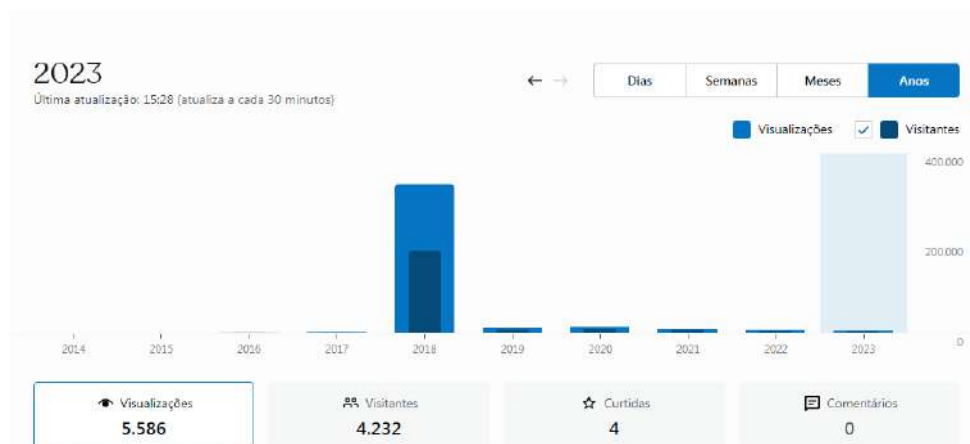 2023
Última atualização: 15:28 (atualiza a cada 30 minutos)
← → Dias Semanas Meses Anos
Visualizações Visitantes
400.000
200.000
0
2014 2015 2016 2017 2018 2019 2020 2021 2022 2023
Visualizações Visitantes Curtidas Comentários
5.586 4.232 4 0